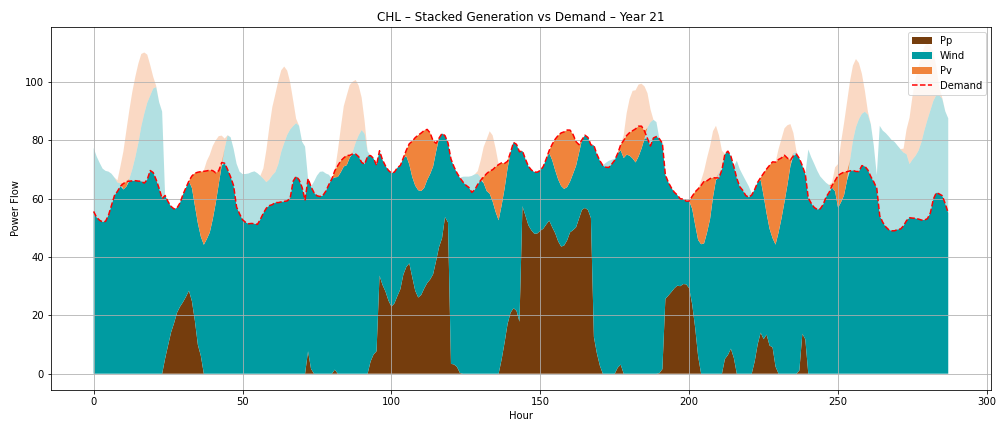 CHL – Stacked Generation vs Demand – Year 21
Pp
Wind
Pv
Demand
Power Flow
100
80
60
40
20
0
0 50 100 150 200 250 300
Hour